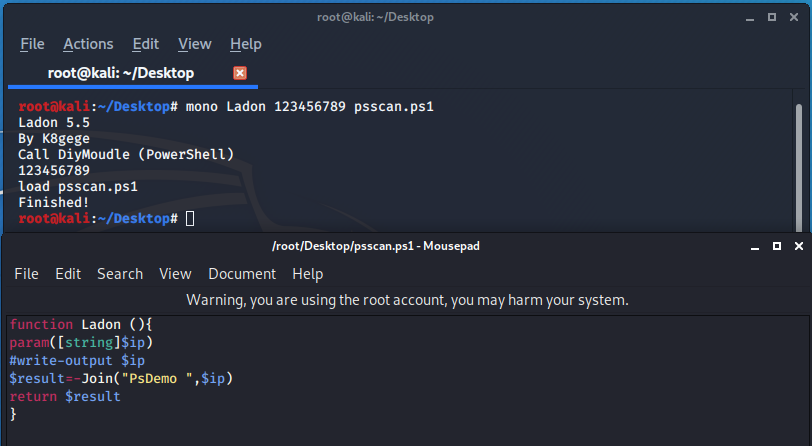 root@kali: ~/Desktop
File Actions Edit View Help
root@kali: ~/Desktop
root@kali:~/Desktop# mono Ladon 123456789 psscan.ps1
Ladon 5.5
By K8gege
Call DiyMoudle (PowerShell)
123456789
load psscan.ps1
Finished!
root@kali:~/Desktop#
/root/Desktop/psscan.ps1 - Mousepad
File Edit Search View Document Help
Warning, you are using the root account, you may harm your system.
function Ladon (){
param([string]$ip)
#write-output $ip
$result=-Join("PsDemo ",$ip)
return $result
}